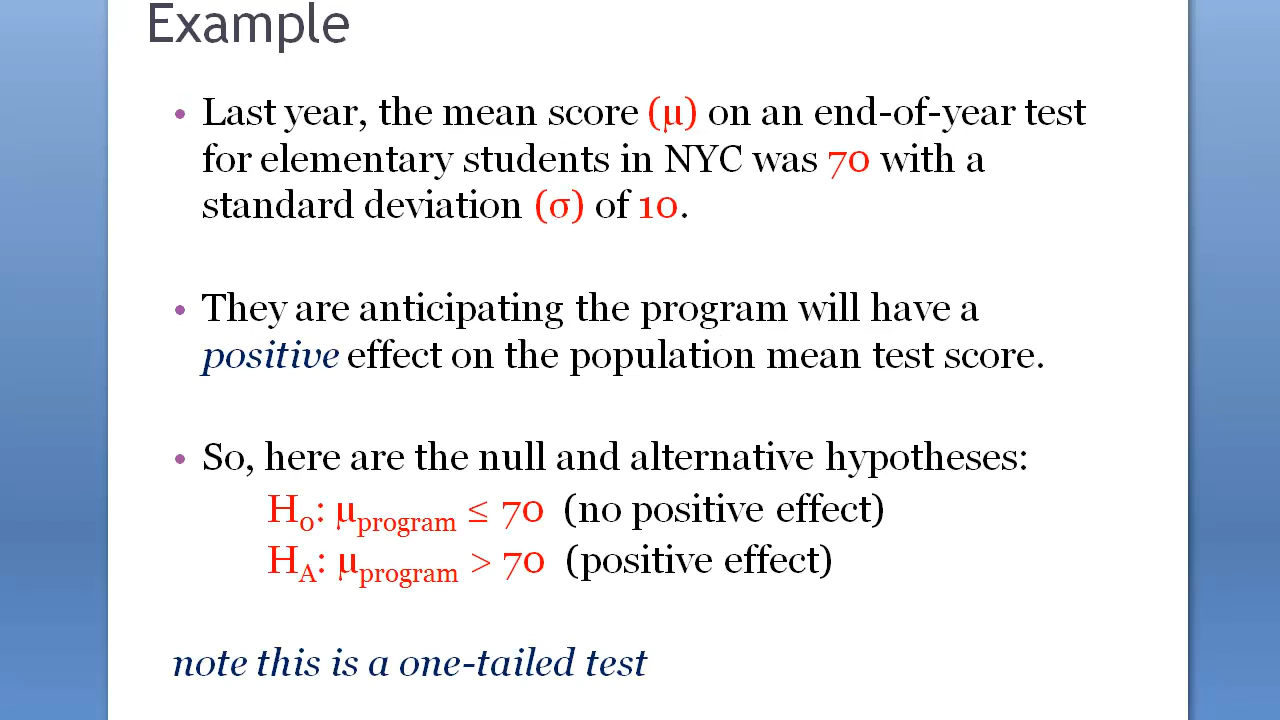 Example
• Last year, the mean score (μ) on an end-of-year test
for elementary students in NYC was 70 with a
standard deviation (σ) of 10.
• They are anticipating the program will have a
positive effect on the population mean test score.
• So, here are the null and alternative hypotheses:
H₀: μprogram ≤ 70 (no positive effect)
HA: μprogram > 70 (positive effect)
note this is a one-tailed test